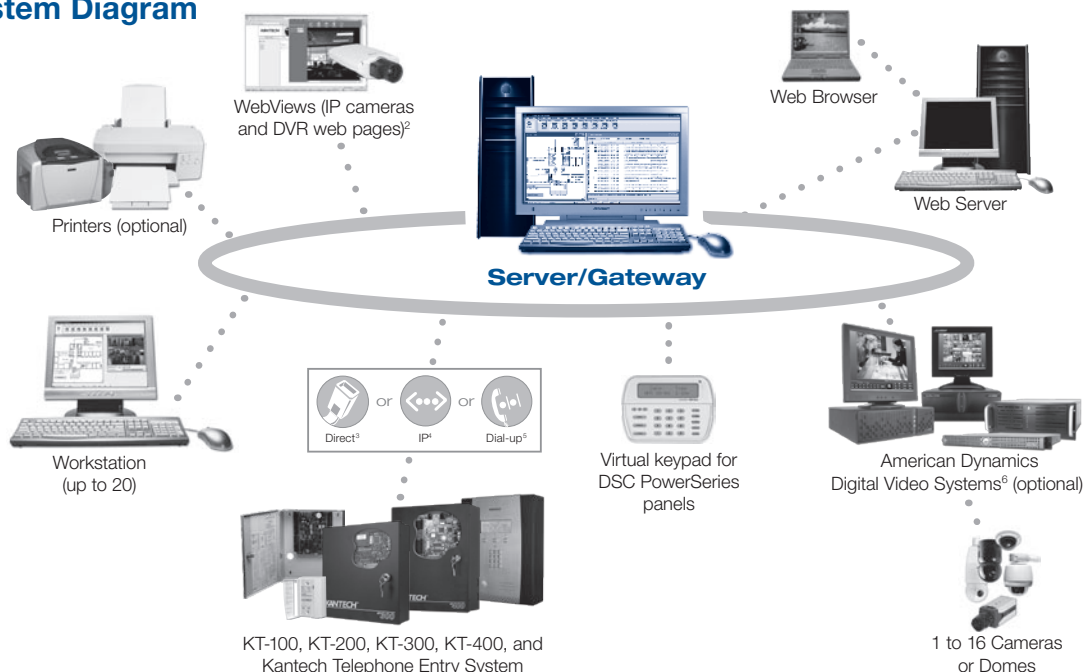 stem Diagram
KANTECH
WebViews (IP cameras
and DVR web pages)²
Web Browser
Web Server
Printers (optional)
Server/Gateway
Workstation
(up to 20)
Direct³ or IP⁴ or Dial-up⁵
Virtual keypad for
DSC PowerSeries
panels
American Dynamics
Digital Video Systems⁶ (optional)
KANTECH
KT-100, KT-200, KT-300, KT-400, and
Kantech Telephone Entry System
1 to 16 Cameras
or Domes